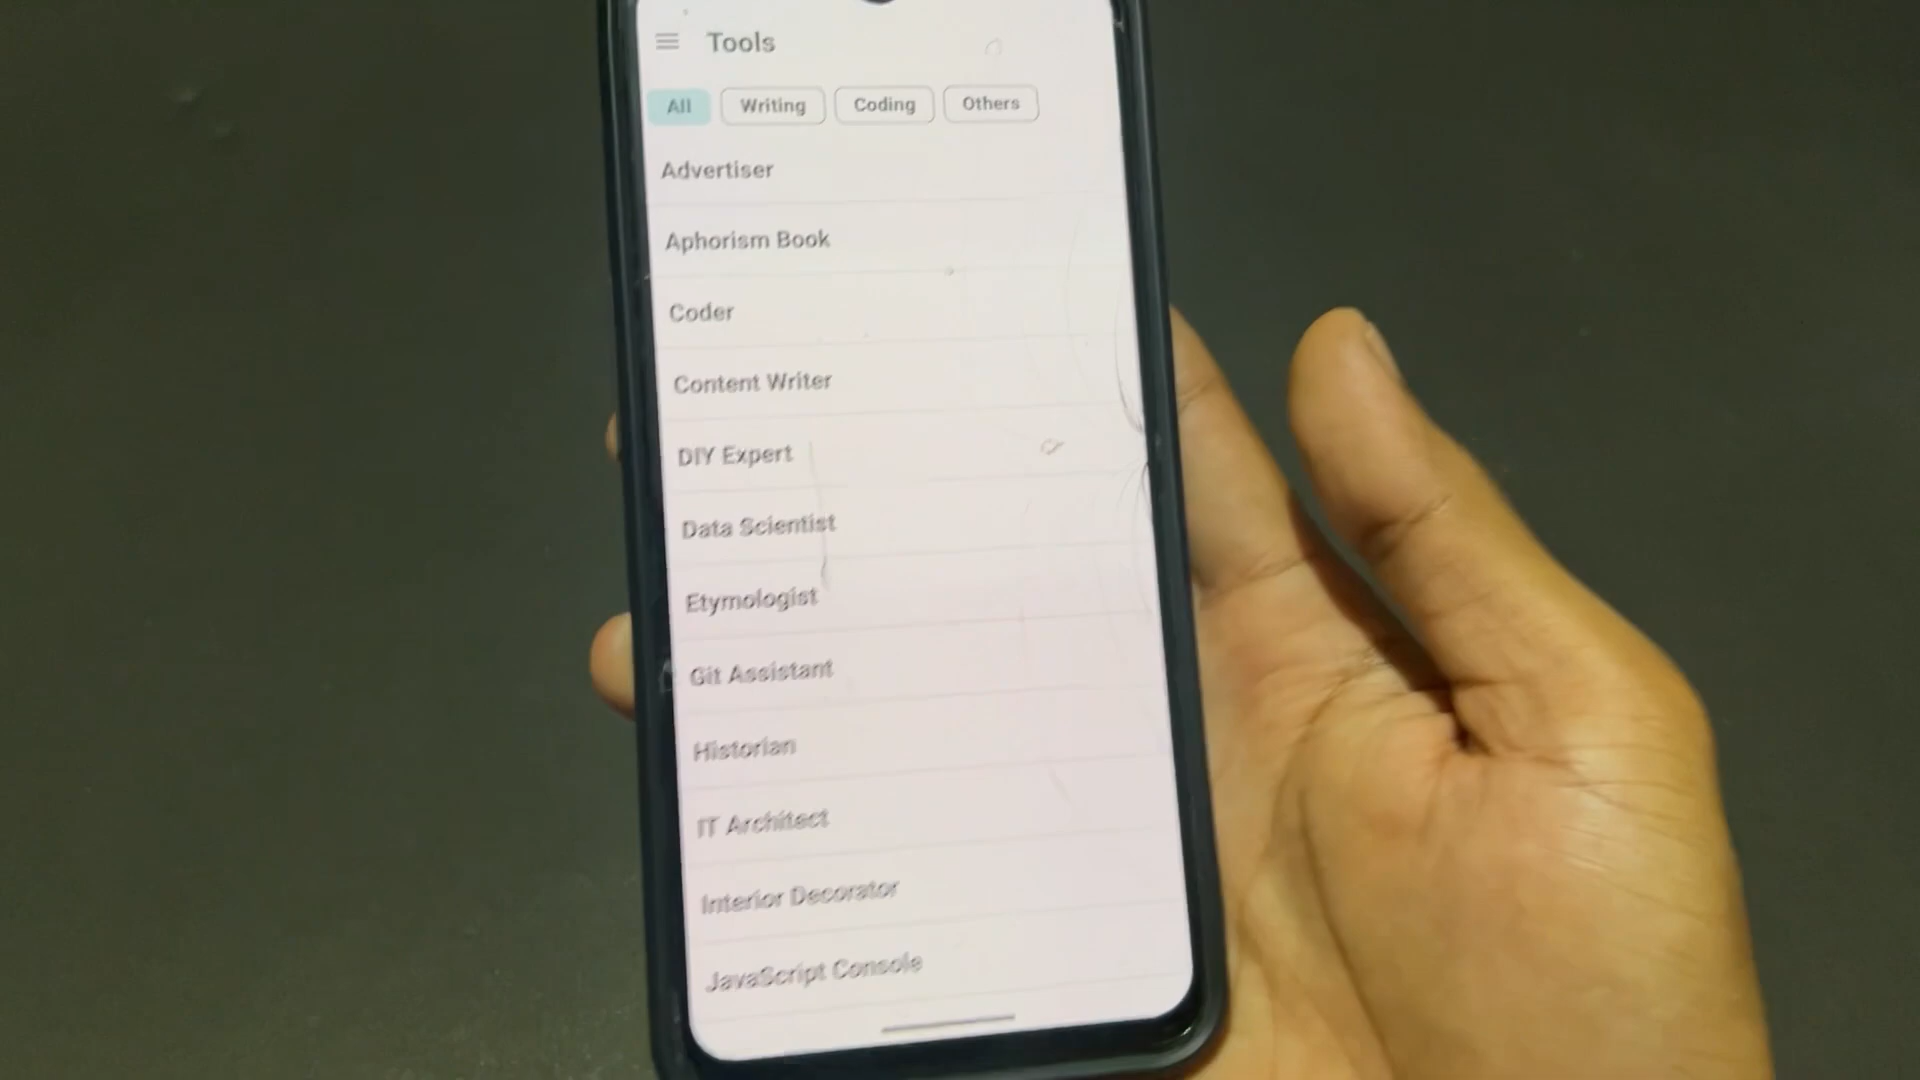 Tools
All Writing Coding Others
Advertiser
Aphorism Book
Coder
Content Writer
DIY Expert
Data Scientist
Etymologist
Git Assistant
Historian
IT Architect
Interior Decorator
JavaScript Console